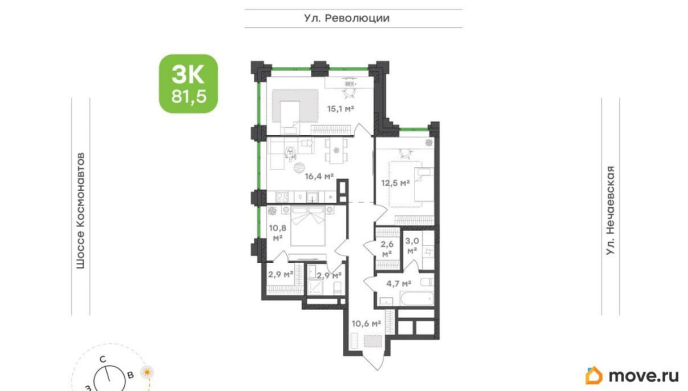 Ул. Революции
3К
81,5
15,1 м²
16,4 м²
12,5 м²
10,8
м²
2,6
м²
3,0
м²
2,9 м²
2,9 м²
4,7 м²
10,6 м²
Шоссе Космонавтов
Ул. Нечаевская
С
В
З
move.ru